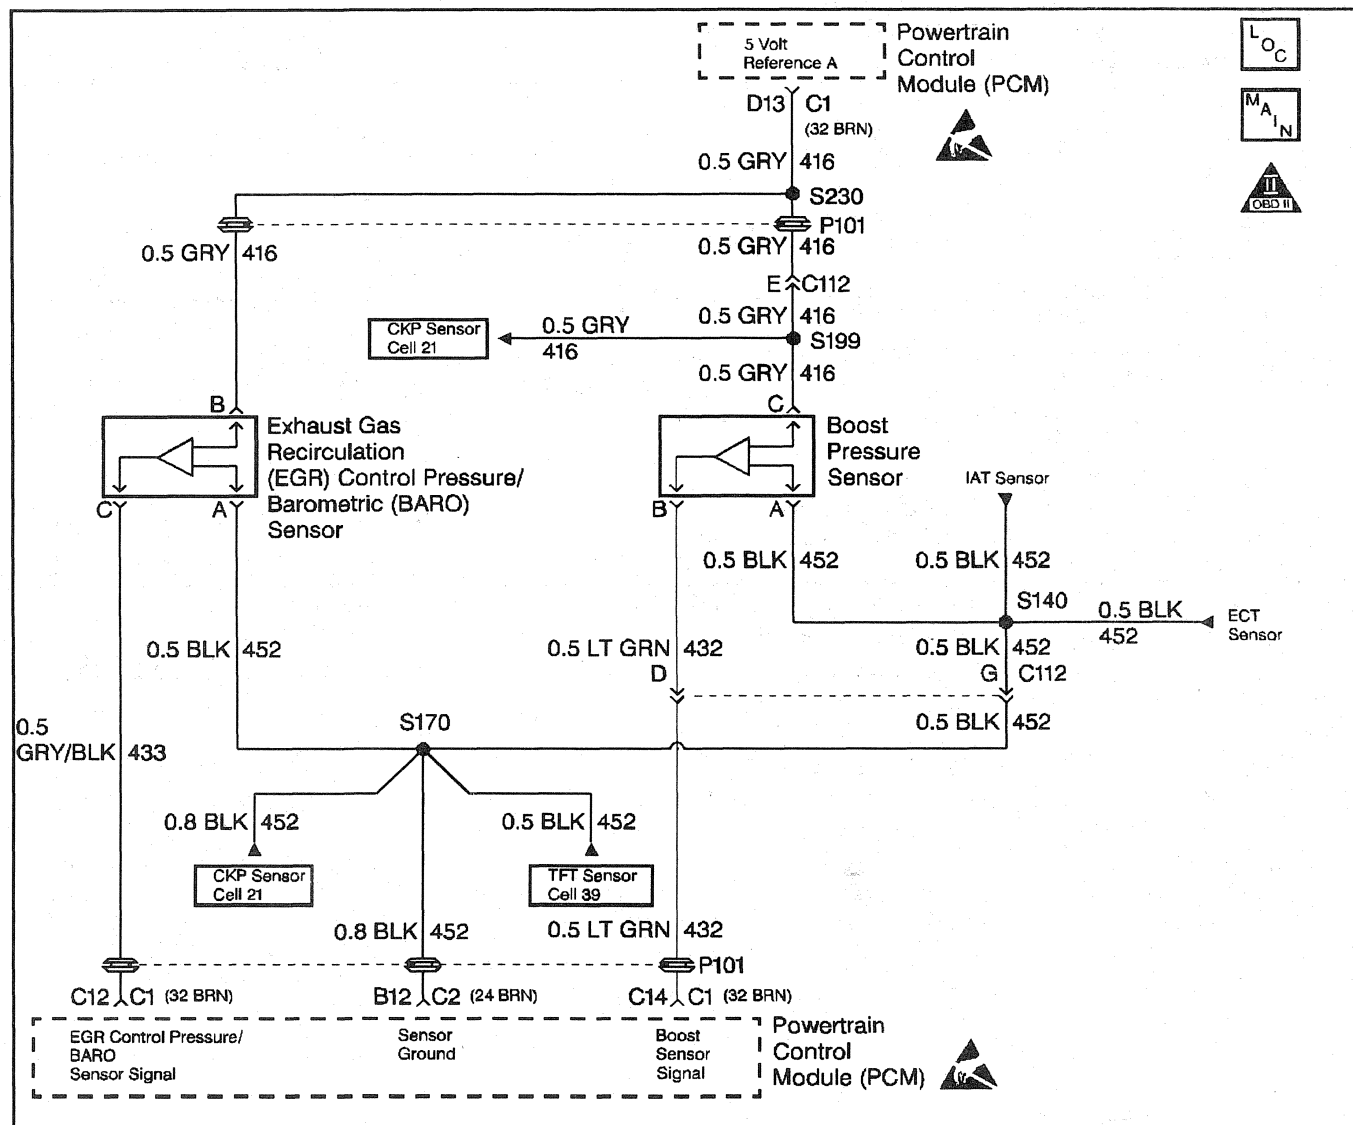 5 Volt
Reference A
Powertrain
Control
Module (PCM)
LOC
MAIN
II
OBD II
D13 C1
(32 BRN)
0.5 GRY 416
S230
P101
0.5 GRY 416
0.5 GRY 416
E C112
0.5 GRY 416
CKP Sensor
Cell 21
0.5 GRY
416
S199
0.5 GRY 416
B
C
Exhaust Gas
Recirculation
(EGR) Control Pressure/
Barometric (BARO)
Sensor
Boost
Pressure
Sensor
IAT Sensor
C A
B A
0.5 BLK 452
0.5 BLK 452
S140
0.5 BLK
452
ECT
Sensor
0.5 BLK 452
0.5 LT GRN 432
0.5 BLK 452
D
G C112
0.5 BLK 452
S170
0.5
GRY/BLK 433
0.8 BLK 452
0.5 BLK 452
CKP Sensor
Cell 21
TFT Sensor
Cell 39
0.8 BLK 452
0.5 LT GRN 432
P101
C12 C1 (32 BRN)
B12 C2 (24 BRN)
C14 C1 (32 BRN)
EGR Control Pressure/
BARO
Sensor Signal
Sensor
Ground
Boost
Sensor
Signal
Powertrain
Control
Module (PCM)